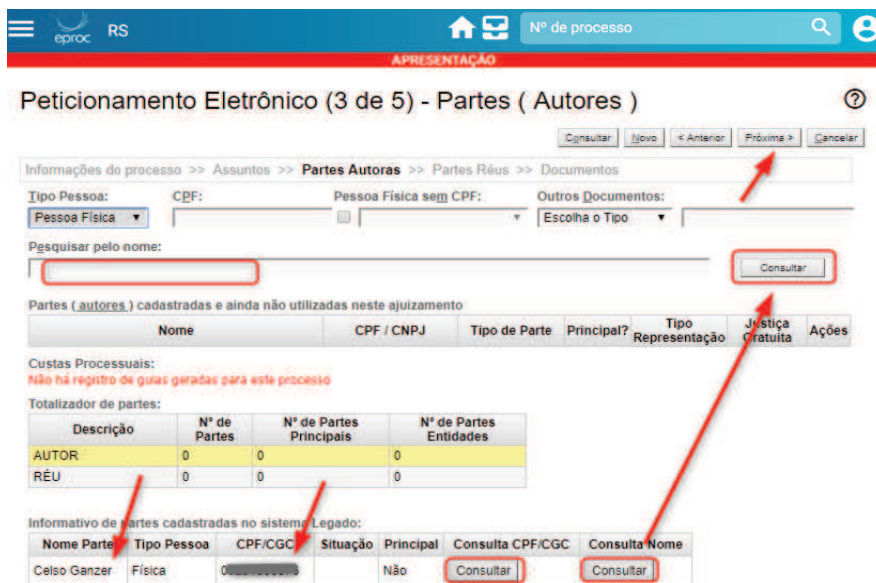 eproc RS Nº de processo
APRESENTAÇÃO
Peticionamento Eletrônico (3 de 5) - Partes ( Autores )
Consultar Novo < Anterior Próxima > Cancelar
Informações do processo >> Assuntos >> Partes Autoras >> Partes Réus >> Documentos
Tipo Pessoa: CPF: Pessoa Física sem CPF: Outros Documentos:
Pessoa Física Escolha o Tipo
Pesquisar pelo nome:
Consultar
Partes ( autores ) cadastradas e ainda não utilizadas neste ajuizamento
Nome CPF / CNPJ Tipo de Parte Principal? Tipo Representação Justiça Gratuita Ações
Custas Processuais:
Não há registro de guias geradas para este processo
Totalizador de partes:
Descrição Nº de Partes Nº de Partes Principais Nº de Partes Entidades
AUTOR 0 0 0
RÉU 0 0 0
Informativo de partes cadastradas no sistema Legado:
Nome Parte Tipo Pessoa CPF/CGC Situação Principal Consulta CPF/CGC Consulta Nome
Celso Ganzer Física Não Consultar Consultar